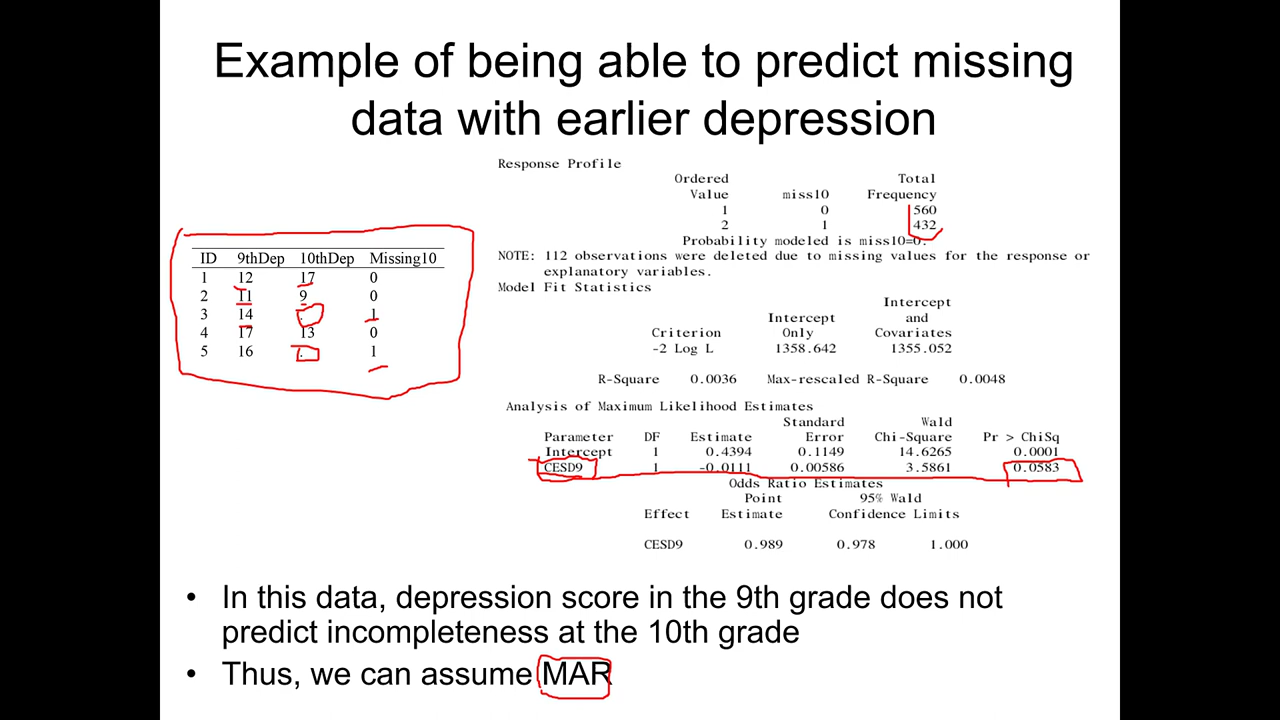 Example of being able to predict missing
data with earlier depression
Response Profile
Ordered Total
Value miss10 Frequency
1 0 560
2 1 432
Probability modeled is miss10=0.
NOTE: 112 observations were deleted due to missing values for the response or
explanatory variables.
Model Fit Statistics
Intercept
Intercept and
Criterion Only Covariates
-2 Log L 1358.642 1355.052
R-Square 0.0036 Max-rescaled R-Square 0.0048
Analysis of Maximum Likelihood Estimates
Standard Wald
Parameter DF Estimate Error Chi-Square Pr > ChiSq
Intercept 1 0.4394 0.1149 14.6265 0.0001
CESD9 1 -0.0111 0.00586 3.5861 0.0583
Odds Ratio Estimates
Point 95% Wald
Effect Estimate Confidence Limits
CESD9 0.989 0.978 1.000
ID 9thDep 10thDep Missing10
1 12 17 0
2 11 9 0
3 14 . 1
4 17 13 0
5 16 . 1
• In this data, depression score in the 9th grade does not
predict incompleteness at the 10th grade
• Thus, we can assume MAR